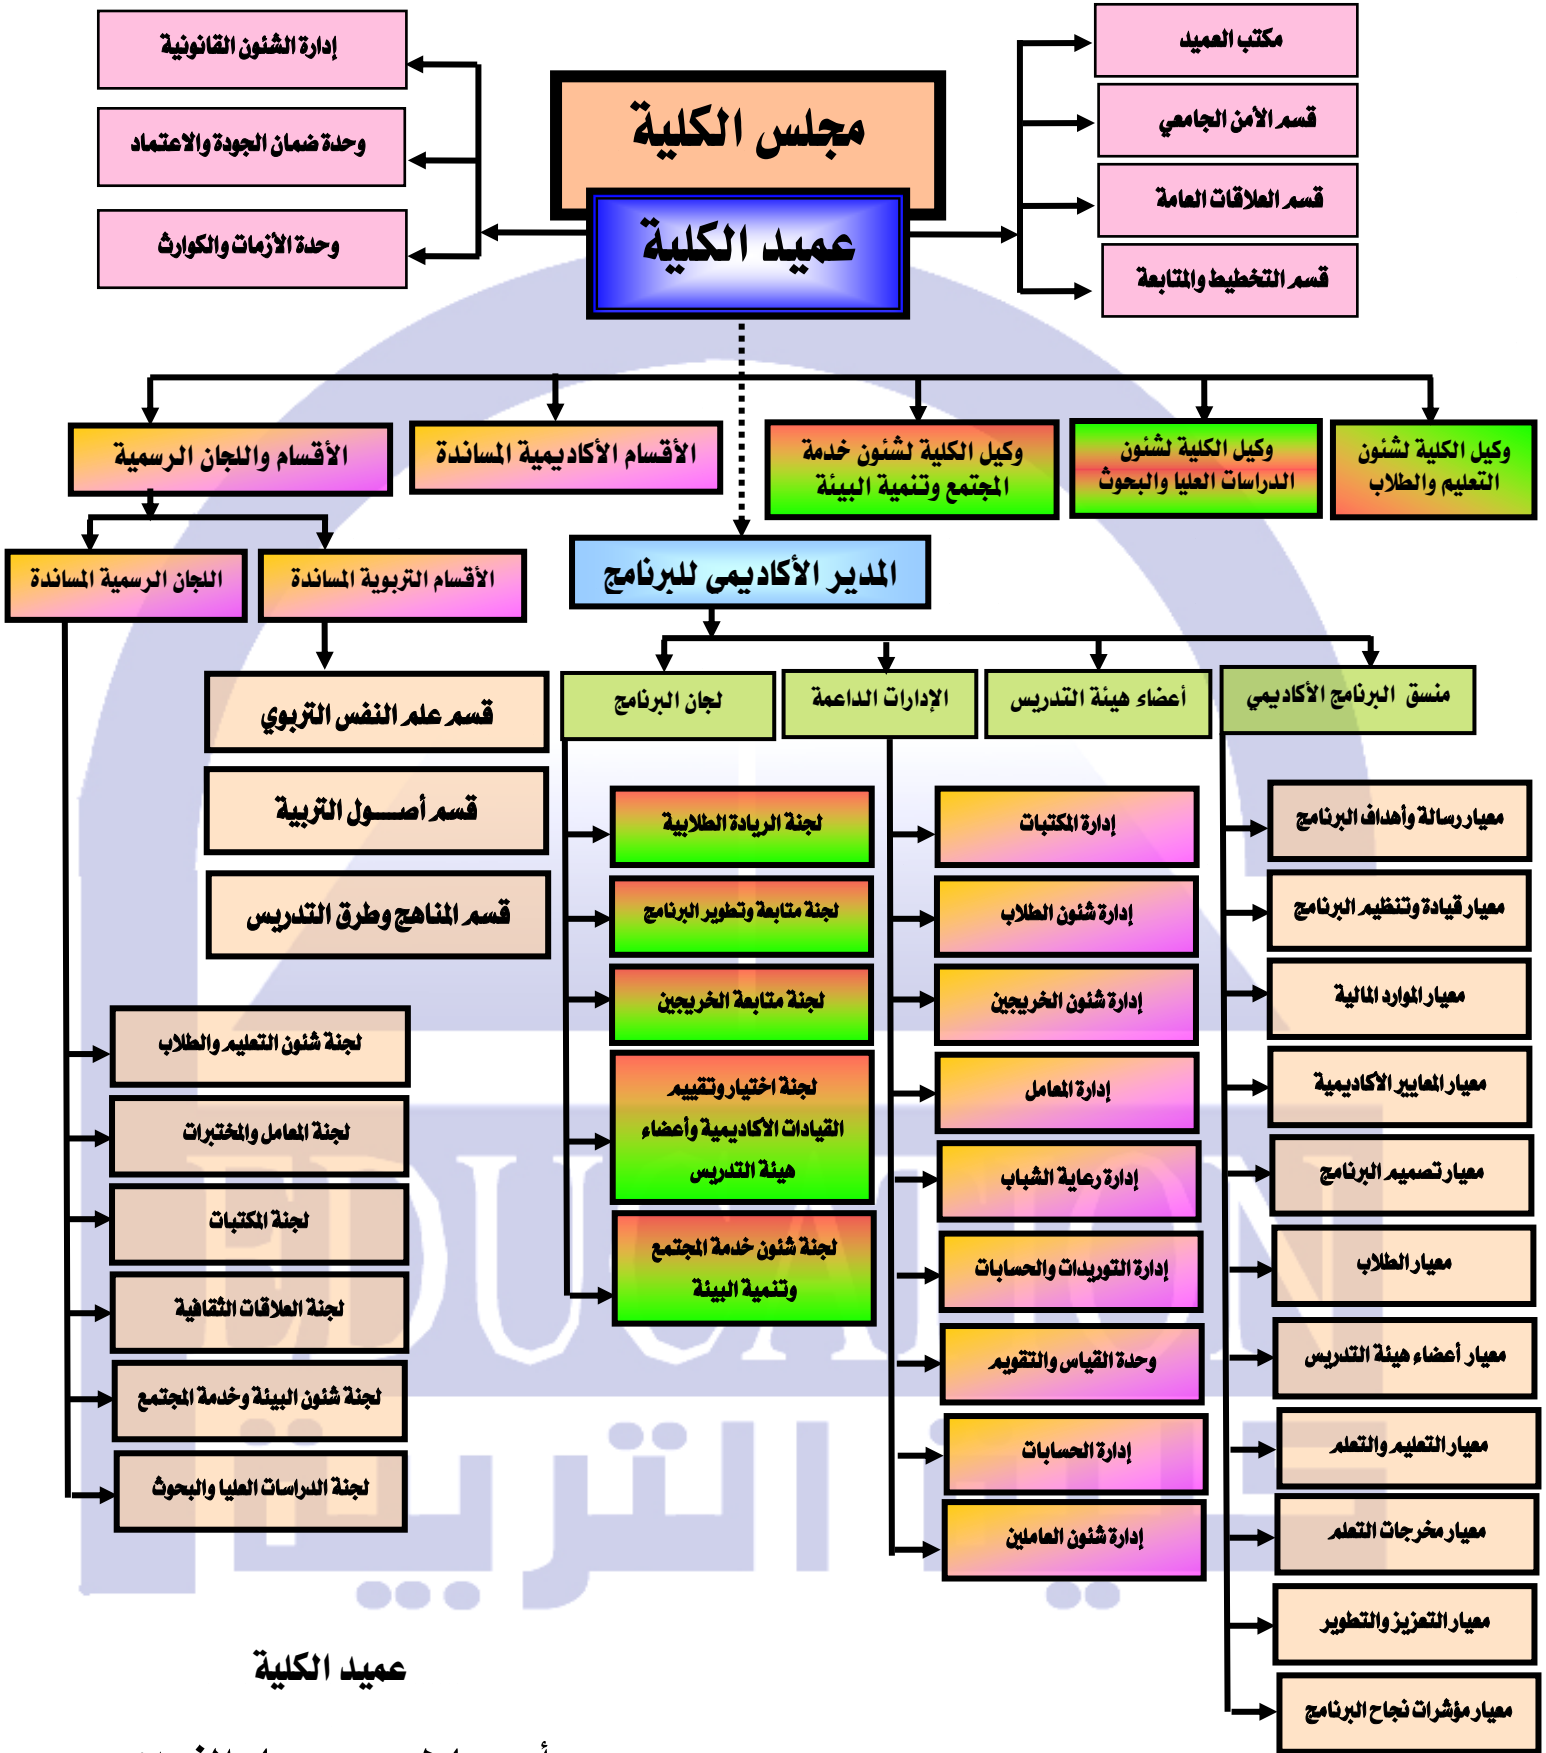 مكتب العميد
قسم الأمن الجامعي
قسم العلاقات العامة
قسم التخطيط والمتابعة
مجلس الكلية
عميد الكلية
إدارة الشئون القانونية
وحدة ضمان الجودة والاعتماد
وحدة الأزمات والكوارث
وكيل الكلية لشئون
التعليم والطلاب
وكيل الكلية لشئون
الدراسات العليا والبحوث
وكيل الكلية لشئون خدمة
المجتمع وتنمية البيئة
الأقسام الأكاديمية المساندة
الأقسام واللجان الرسمية
المدير الأكاديمي للبرنامج
الأقسام التربوية المساندة
اللجان الرسمية المساندة
منسق البرنامج الأكاديمي
أعضاء هيئة التدريس
الإدارات الداعمة
لجان البرنامج
قسم علم النفس التربوي
قسم أصـــول التربية
قسم المناهج وطرق التدريس
معيار رسالة وأهداف البرنامج
معيار قيادة وتنظيم البرنامج
معيار الموارد المالية
معيار المعايير الاكاديمية
معيار تصميم البرنامج
معيار الطلاب
معيار أعضاء هيئة التدريس
معيار التعليم والتعلم
معيار مخرجات التعلم
معيار التعزيز والتطوير
معيار مؤشرات نجاح البرنامج
إدارة المكتبات
إدارة شئون الطلاب
إدارة شئون الخريجين
إدارة المعامل
إدارة رعاية الشباب
إدارة التوريدات والحسابات
وحدة القياس والتقويم
إدارة الحسابات
إدارة شئون العاملين
لجنة الريادة الطلابية
لجنة متابعة وتطوير البرنامج
لجنة متابعة الخريجين
لجنة اختيار وتقييم
القيادات الاكاديمية وأعضاء
هيئة التدريس
لجنة شئون خدمة المجتمع
وتنمية البيئة
لجنة شئون التعليم والطلاب
لجنة المعامل والمختبرات
لجنة المكتبات
لجنة العلاقات الثقافية
لجنة شئون البيئة وخدمة المجتمع
لجنة الدراسات العليا والبحوث
EDUCATION
كلية التربية
عميد الكلية